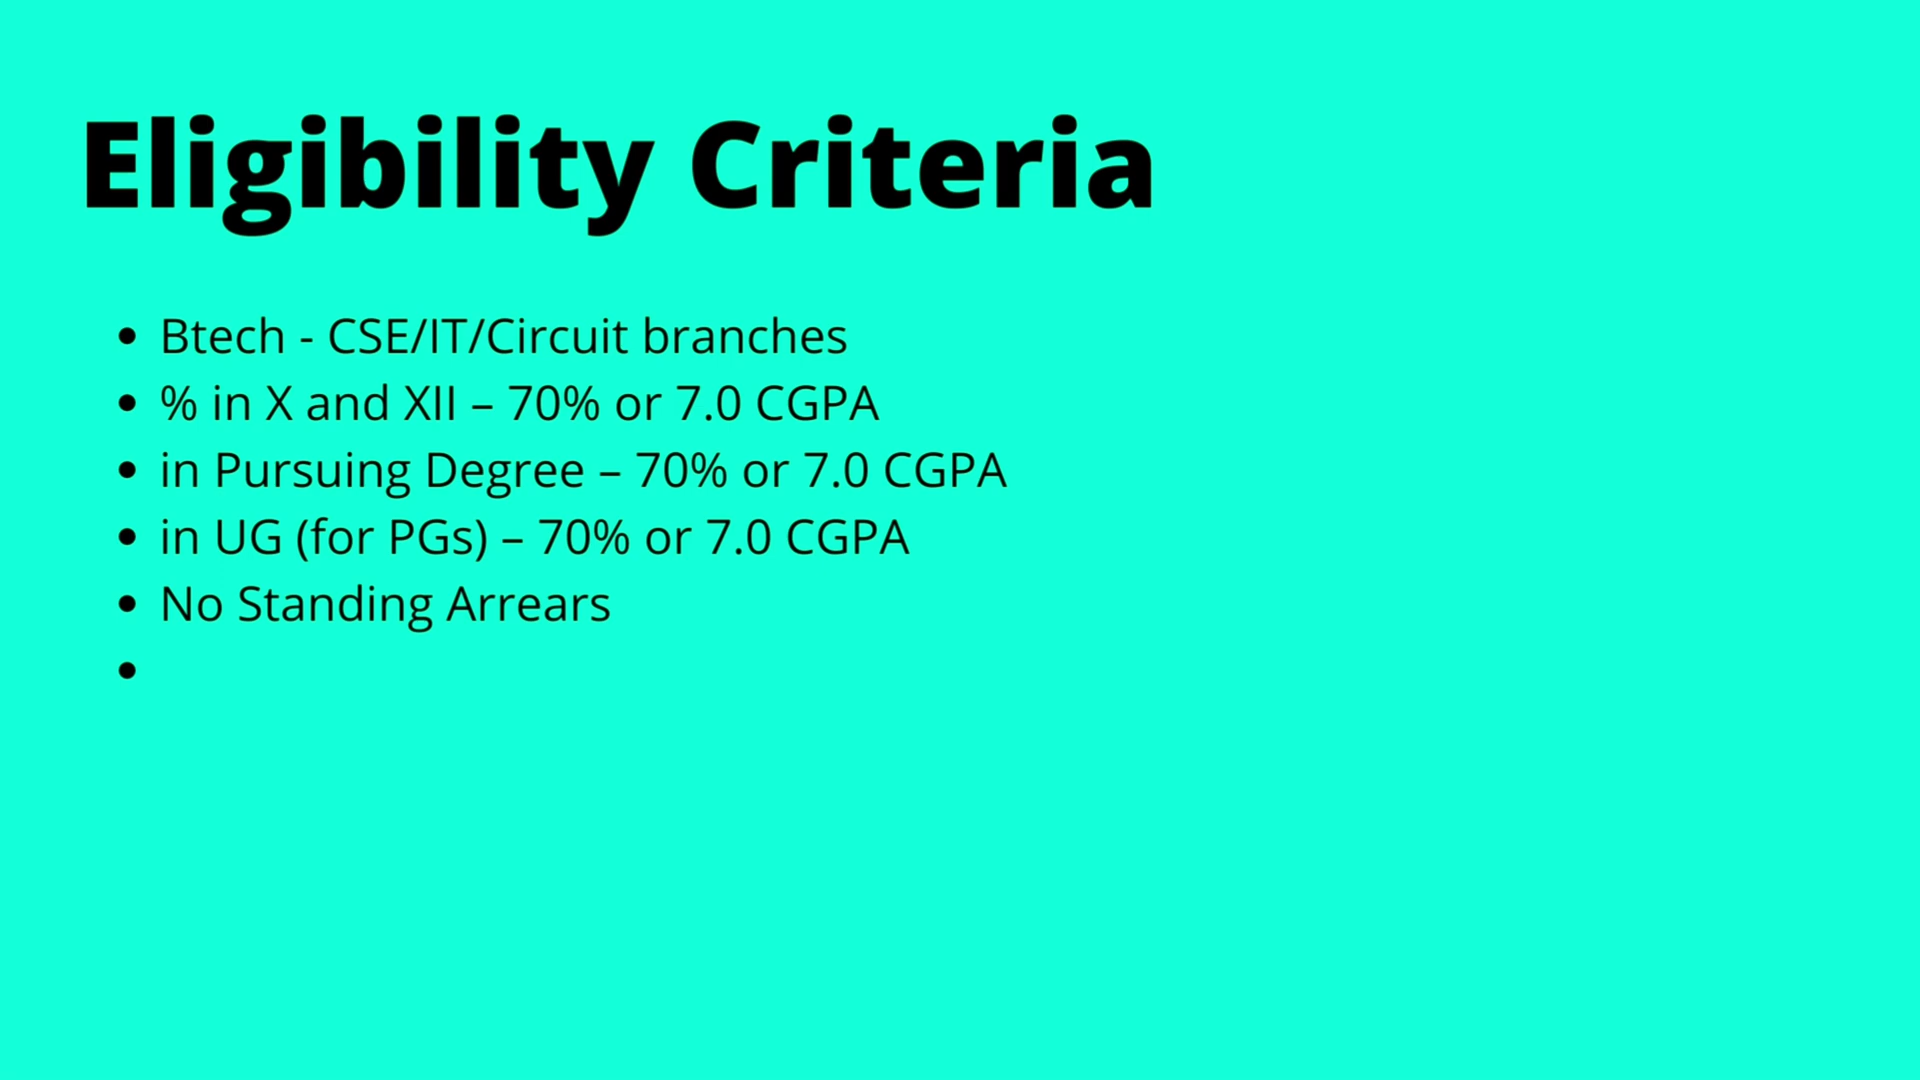 Eligibility Criteria
• Btech - CSE/IT/Circuit branches
• % in X and XII – 70% or 7.0 CGPA
• in Pursuing Degree – 70% or 7.0 CGPA
• in UG (for PGs) – 70% or 7.0 CGPA
• No Standing Arrears
•